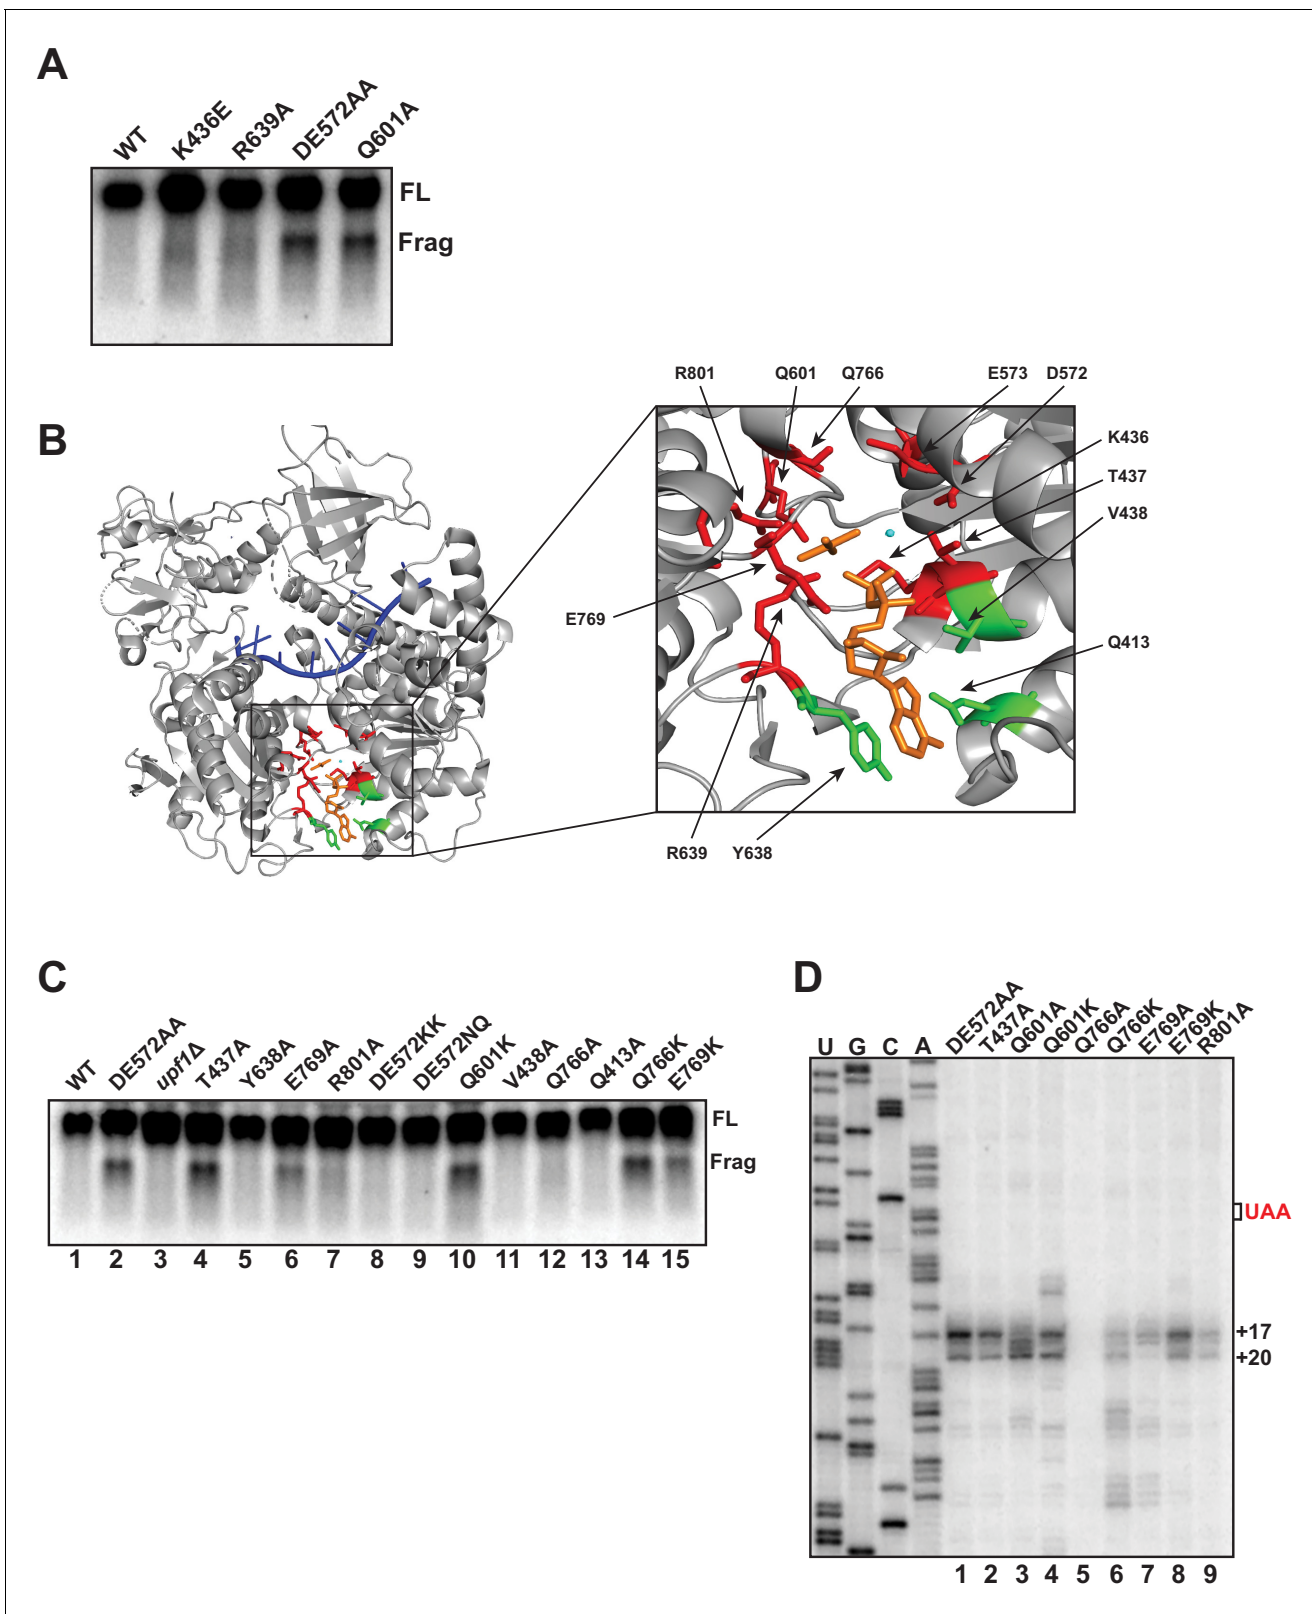 A
WT K436E R639A DE572AA Q601A
FL
Frag
B
R801 Q601 Q766 E573 D572
K436
T437
V438
E769
Q413
R639 Y638
C
WT DE572AA upf1Δ T437A Y638A E769A R801A DE572KK DE572NQ Q601K V438A Q766A Q413A Q766K E769K
FL
Frag
1 2 3 4 5 6 7 8 9 10 11 12 13 14 15
D
U G C A DE572AA T437A Q601A Q601K Q766A Q766K E769A E769K R801A
UAA
+17
+20
1 2 3 4 5 6 7 8 9